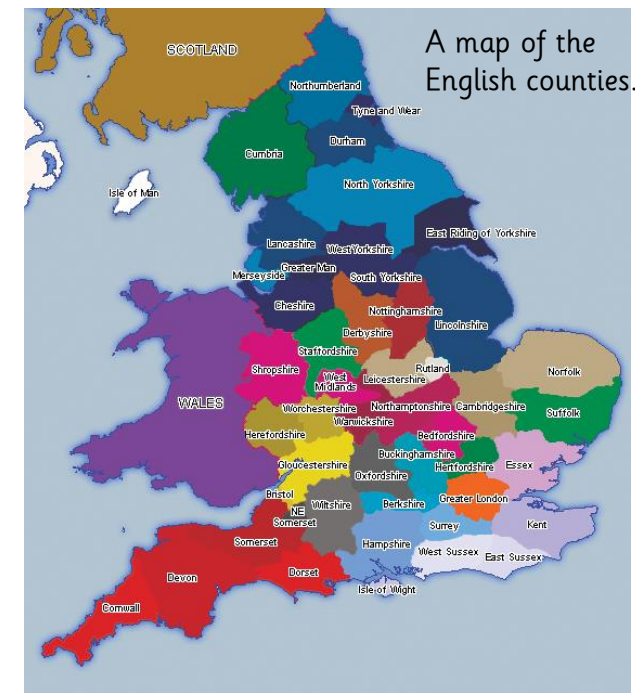 A map of the
English counties.
SCOTLAND
Northumberland
Tyne and Wear
Durham
Cumbria
North Yorkshire
Isle of Man
East Riding of Yorkshire
Lancashire
West Yorkshire
Greater Man
Merseyside
South Yorkshire
Cheshire
Nottinghamshire
Lincolnshire
Derbyshire
Staffordshire
Rutland
Norfolk
Shropshire
West
Midlands
Leicestershire
WALES
Worchestershire
Northamptonshire
Cambridgeshire
Suffolk
Warwickshire
Herefordshire
Bedfordshire
Buckinghamshire
Gloucestershire
Hertfordshire
Essex
Oxfordshire
Bristol
Greater London
NE
Somerset
Wiltshire
Berkshire
Surrey
Kent
Somerset
Hampshire
West Sussex
East Sussex
Devon
Dorset
Isle of Wight
Cornwall